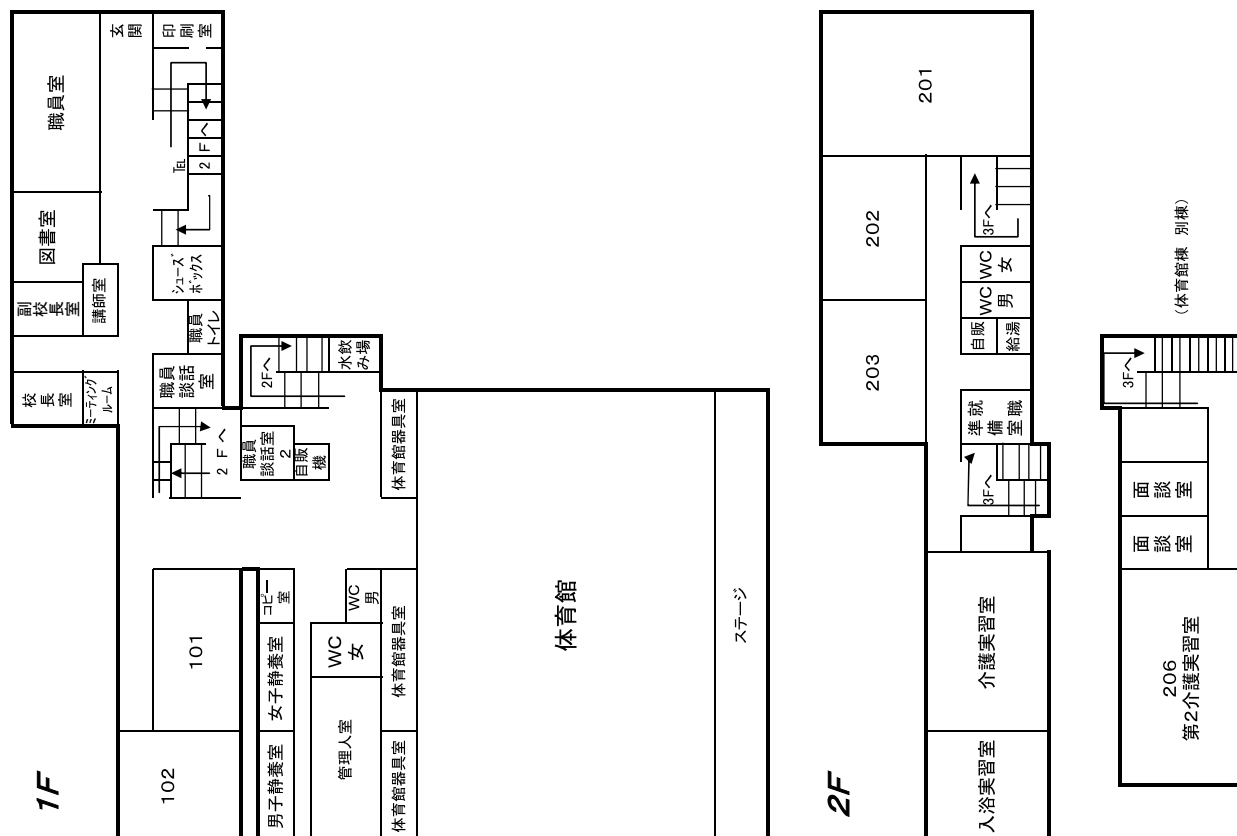 1F
職員室
図書室
副校長室
講師室
校長室
ミーティングルーム
玄関
印刷室
TEL
2Fへ
シューズボックス
職員トイレ
職員談話室
2Fへ
2Fへ
水飲み場
職員談話室2
自販機
体育館器具室
101
102
コピー室
女子静養室
男子静養室
WC男
WC女
管理人室
体育館器具室
体育館器具室
体育館
ステージ
2F
201
202
203
3Fへ
WC女
WC男
自販
給湯
就職準備室
3Fへ
介護実習室
入浴実習室
(体育館棟 別棟)
3Fへ
面談室
面談室
206
第2介護実習室